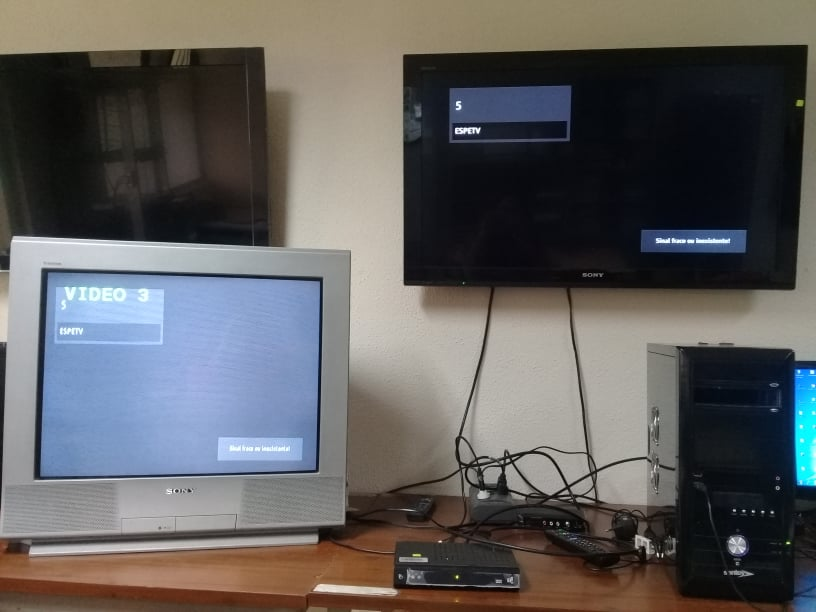 5
ESPETV
Sinal fraco ou inexistente!
SONY
VIDEO 3
5
ESPETV
Sinal fraco ou inexistente!
SONY